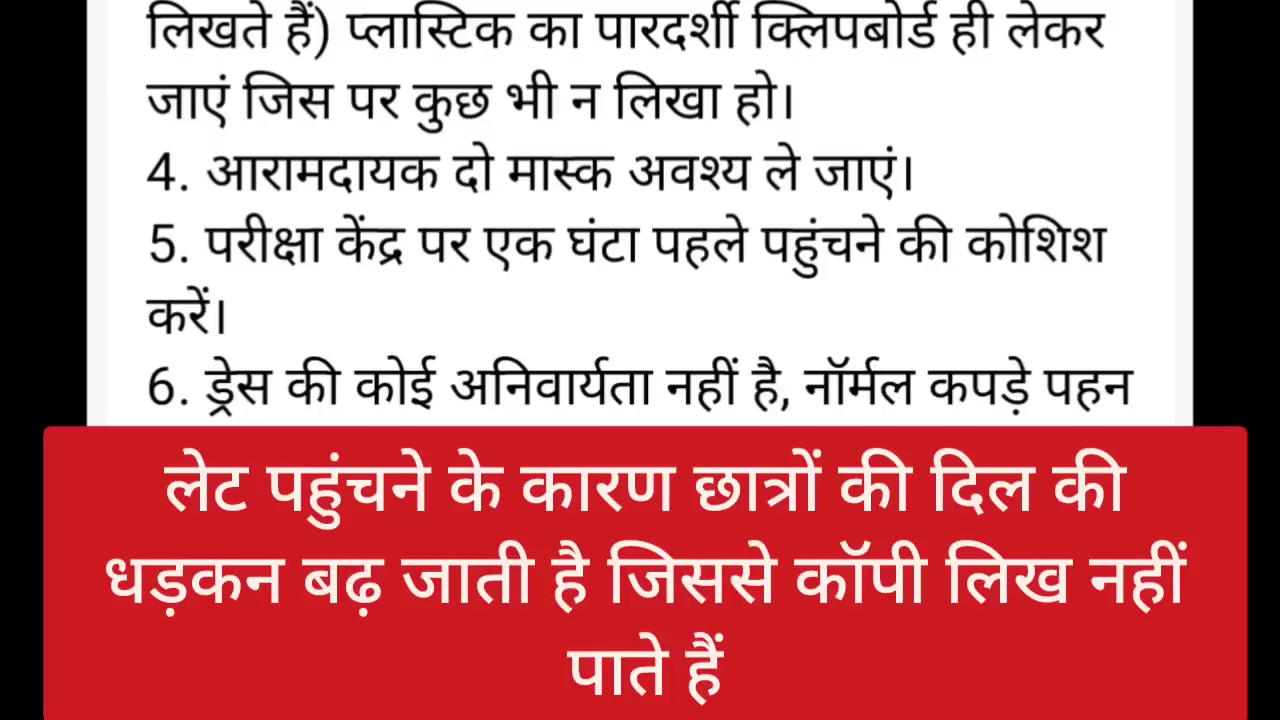 लिखते हैं) प्लास्टिक का पारदर्शी क्लिपबोर्ड ही लेकर
जाएं जिस पर कुछ भी न लिखा हो।
4. आरामदायक दो मास्क अवश्य ले जाएं।
5. परीक्षा केंद्र पर एक घंटा पहले पहुंचने की कोशिश
करें।
6. ड्रेस की कोई अनिवार्यता नहीं है, नॉर्मल कपड़े पहन
लेट पहुंचने के कारण छात्रों की दिल की
धड़कन बढ़ जाती है जिससे कॉपी लिख नहीं
पाते हैं